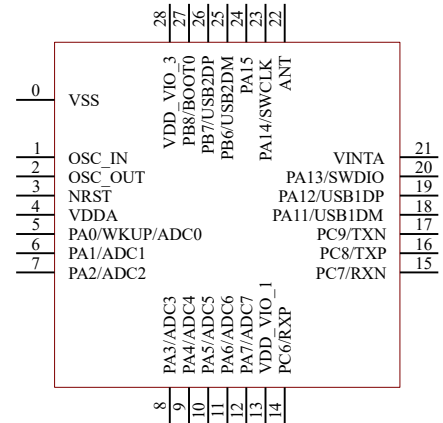 28
27
26
25
24
23
22
VDD_VIO_3
PB8/BOOT0
PB7/USB2DP
PB6/USB2DM
PA15
PA14/SWCLK
ANT
0
VSS
1
OSC_IN
2
OSC_OUT
3
NRST
4
VDDA
5
PA0/WKUP/ADC0
6
PA1/ADC1
7
PA2/ADC2
VINTA
21
PA13/SWDIO
20
PA12/USB1DP
19
PA11/USB1DM
18
PC9/TXN
17
PC8/TXP
16
PC7/RXN
15
PA3/ADC3
PA4/ADC4
PA5/ADC5
PA6/ADC6
PA7/ADC7
VDD_VIO_1
PC6/RXP
8
9
10
11
12
13
14